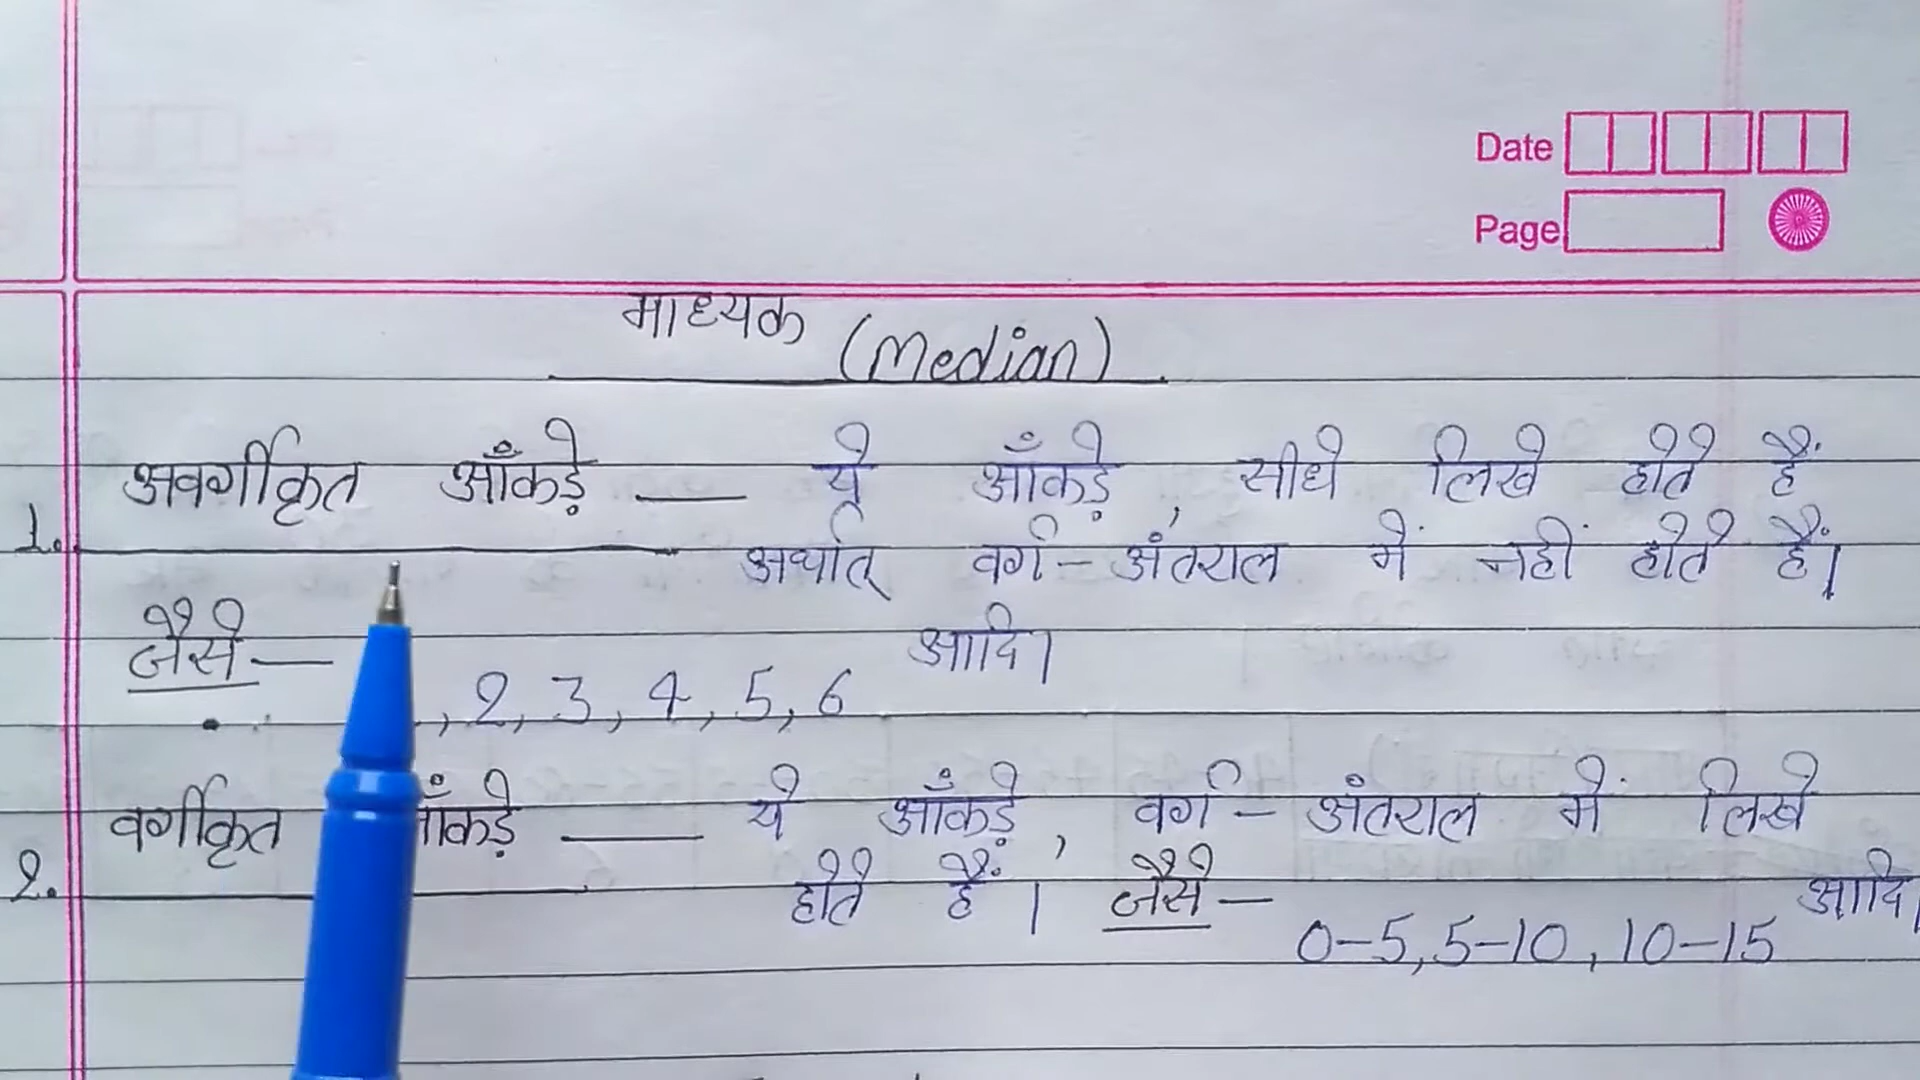 Date
Page
माध्यक (Median)
1. अवर्गीकृत आँकड़े — ये आँकड़े, सीधे लिखे होते हैं
अर्थात् वर्ग-अंतराल में नहीं होते हैं।
जैसे — , 2, 3, 4, 5, 6 आदि।
2. वर्गीकृत — ये आँकड़े, वर्ग-अंतराल में लिखे
होते हैं। जैसे — 0-5, 5-10, 10-15 आदि।